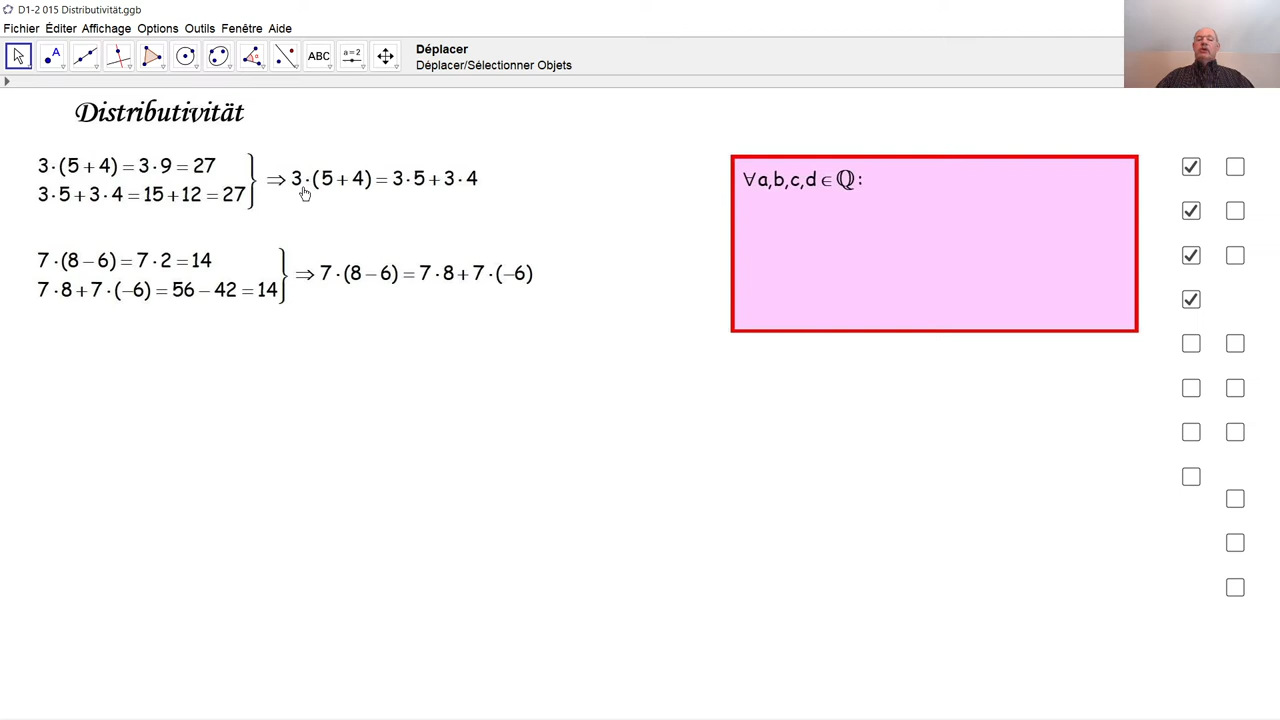 D1-2 015 Distributivität.ggb
Fichier Éditer Affichage Options Outils Fenêtre Aide
A
ABC
a=2
Déplacer
Déplacer/Sélectionner Objets
Distributivität
3·(5+4)=3·9=27
3·5+3·4=15+12=27
⇒3·(5+4)=3·5+3·4
7·(8−6)=7·2=14
7·8+7·(−6)=56−42=14
⇒7·(8−6)=7·8+7·(−6)
∀a,b,c,d∈ℚ: